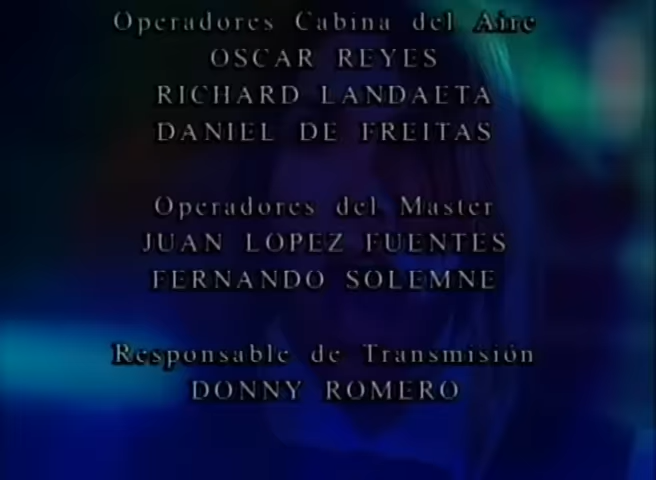 Operadores Cabina del Aire
OSCAR REYES
RICHARD LANDAETA
DANIEL DE FREITAS
Operadores del Master
JUAN LOPEZ FUENTES
FERNANDO SOLEMNE
Responsable de Transmisión
DONNY ROMERO